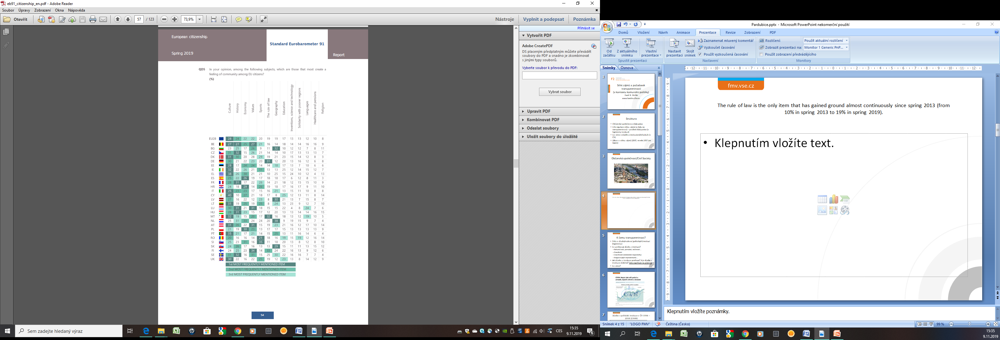 eb91_citizenship_en.pdf - Adobe Reader
Soubor Úpravy Zobrazení Okna Nápověda
Otevřít 57 / 123 73,9% Nástroje Vyplnit a podepsat Poznámka
European citizenship
Spring 2019
Standard Eurobarometer 91
Report
QD5 In your opinion, among the following subjects, which are those that most create a
feeling of community among EU citizens?
(%)
Culture History Economy Values Sports The rule of law Geography Education Inventions, science and technology Solidarity with poorer regions Languages Healthcare and pensions Religion
EU28 28 24 22 22 20 19 19 17 13 13 12 10 8
BE 27 27 25 27 21 16 14 18 14 14 16 16 9
BG 23 25 17 26 9 11 32 10 12 12 7 8 11
CZ 31 32 15 26 21 14 14 10 17 13 13 13 7
DK 31 30 20 28 29 19 21 23 15 14 12 8 3
DE 30 21 22 23 20 31 12 20 13 16 12 6 8
EE 28 17 24 24 14 14 18 17 13 7 10 6 6
IE 32 22 26 21 31 13 13 25 12 14 15 12 7
EL 38 26 30 21 21 10 25 15 24 10 12 4 13
ES 25 22 26 19 17 18 18 17 6 12 8 11 3
FR 28 31 17 22 26 14 21 18 12 15 15 10 9
HR 24 18 29 14 26 19 18 17 16 17 9 11 10
IT 26 23 23 17 15 16 21 13 15 11 10 8 8
CY 40 10 27 21 18 17 8 25 12 13 11 8 14
LV 27 16 22 12 23 8 30 21 13 7 15 8 7
LT 31 19 25 19 25 8 24 13 23 9 12 7 10
LU 30 31 21 31 18 15 15 22 4 8 24 7 6
HU 28 31 23 15 17 12 20 13 13 14 14 16 15
MT 32 19 15 20 17 32 16 18 13 12 19 10 5
NL 25 31 33 24 24 20 38 9 19 15 9 7 4
AT 31 26 22 31 15 19 23 21 16 12 17 10 14
PL 21 19 30 23 13 17 17 15 13 13 13 13 9
PT 35 21 17 21 14 15 25 13 11 16 14 6 4
RO 20 16 16 14 21 18 16 19 15 19 12 16 14
SI 25 23 31 16 35 11 18 20 13 8 12 8 10
SK 24 26 17 16 13 13 29 15 11 11 13 15 12
FI 24 25 23 34 14 33 24 22 16 13 9 12 6
SE 31 32 16 31 15 25 30 22 16 16 7 7 4
UK 30 22 16 22 25 19 12 23 13 8 14 12 9
1st MOST FREQUENTLY MENTIONED ITEM
2nd MOST FREQUENTLY MENTIONED ITEM
3rd MOST FREQUENTLY MENTIONED ITEM
54
Přihlásit se
Vytvořit PDF
Adobe CreatePDF
DS placeným předplatným můžete převádět
soubory do PDF a snadno je zkombinovat
s jinými typy souborů.
Vyberte soubor k převodu do PDF:
Vybrat soubor
Upravit PDF
Kombinovat PDF
Odeslat soubory
Uložit soubory do úložiště
Sem zadejte hledaný výraz
CES
15:35
9.11.2019
6
Pardubice.pptx - Microsoft PowerPoint nekomerční použití
Domů Vložení Návrh Animace Prezentace Revize Zobrazení PDF
Od začátku
Z aktuálního snímku
Vlastní prezentace
Spustit prezentaci
Nastavit prezentaci
Skrýt snímek
Zaznamenat mluvený komentář
Vyzkoušet časování
Použít vyzkoušená časování
Nastavení
Rozlišení: Použít aktuální rozlišení
Zobrazit prezentaci na: Monitor 1 Generic PnP...
Použít zobrazení předvádějícího
Monitory
Snímky Osnova
1
F2
Střet zájmů a požadavek
transparentnosti
(v kontextu komunální politiky)
Karel B. Müller
2
Struktura
Občanská společnost a vláda práva
3
Občanská společnost/Civil Society
4
5
K čemu transparentnost?
6
CVVM: Nejvíc lidé věří policii a
armádě, nejmíň církvím a stranám
7
Důvěra v politické instituce v ČR 1996 –
2018 (CVVM)
fmv.vse.cz
The rule of law is the only item that has gained ground almost continuously since spring 2013 (from
10% in spring 2013 to 19% in spring 2019).
• Klepnutím vložíte text.
Klepnutím vložíte poznámky.
Snímek 4 z 15 "LOGO FMV" Čeština (Česko) 99 %
15:35
9.11.2019